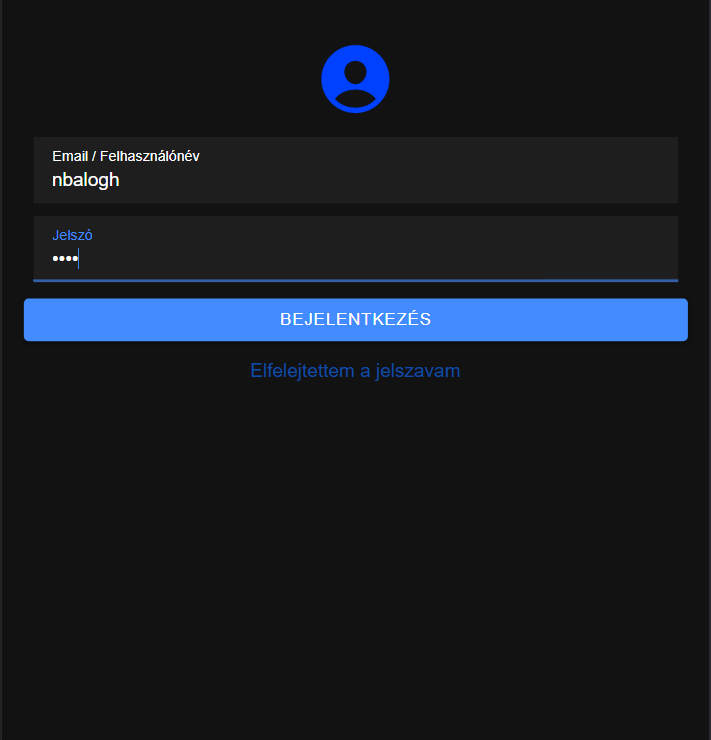 Email / Felhasználónév
nbalogh
Jelszó
••••
BEJELENTKEZÉS
Elfelejtettem a jelszavam